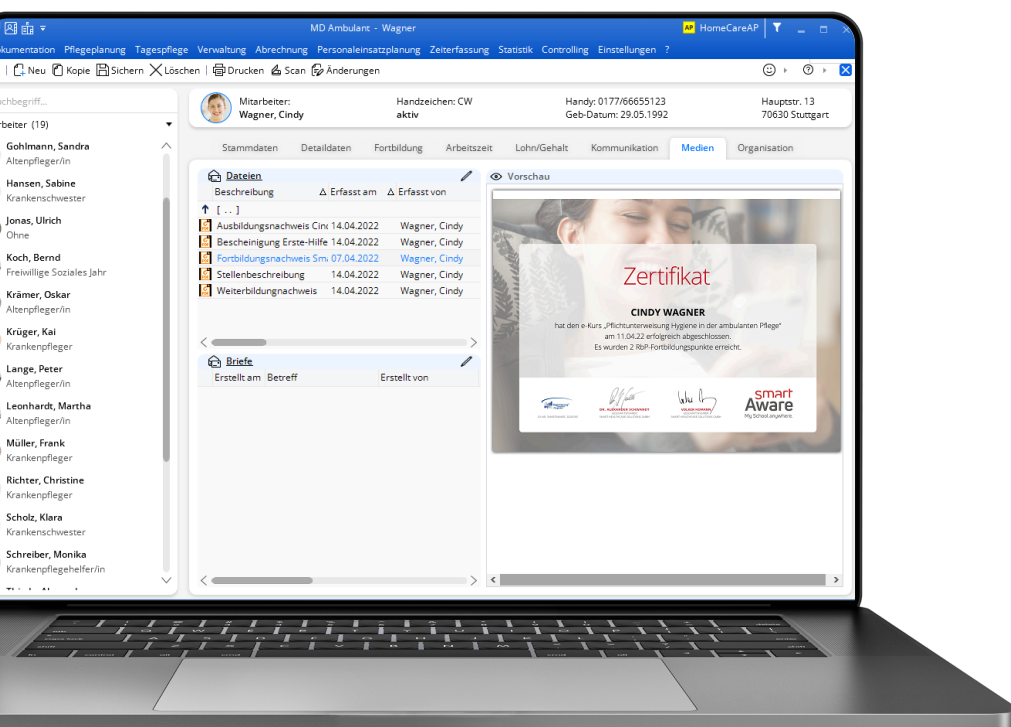 MD Ambulant - Wagner
AP HomeCareAP
Pflegeplanung Tagespflege Verwaltung Abrechnung Personaleinsatzplanung Zeiterfassung Statistik Controlling Einstellungen ?
Neu Kopie Sichern Löschen Drucken Scan Änderungen
(19)
Gohlmann, Sandra
Altenpfleger/in
Hansen, Sabine
Krankenschwester
Jonas, Ulrich
Ohne
Koch, Bernd
Freiwillige Soziales Jahr
Krämer, Oskar
Altenpfleger/in
Krüger, Kai
Krankenpfleger
Lange, Peter
Altenpfleger/in
Leonhardt, Martha
Altenpfleger/in
Müller, Frank
Krankenpfleger
Richter, Christine
Krankenpfleger
Scholz, Klara
Krankenschwester
Schreiber, Monika
Krankenpflegehelfer/in
Mitarbeiter: Handzeichen: CW Handy: 0177/66655123 Hauptstr. 13
Wagner, Cindy aktiv Geb-Datum: 29.05.1992 70630 Stuttgart
Stammdaten Detaildaten Fortbildung Arbeitszeit Lohn/Gehalt Kommunikation Medien Organisation
Dateien
Beschreibung Erfasst am Erfasst von
[ . . ]
Ausbildungsnachweis 14.04.2022 Wagner, Cindy
Bescheinigung Erste-Hilfe 14.04.2022 Wagner, Cindy
Fortbildungsnachweis 07.04.2022 Wagner, Cindy
Stellenbeschreibung 14.04.2022 Wagner, Cindy
Weiterbildungnachweis 14.04.2022 Wagner, Cindy
Briefe
Erstellt am Betreff Erstellt von
Vorschau
Zertifikat
CINDY WAGNER
hat den e-Kurs „Pflichtunterweisung Hygiene in der ambulanten Pflege"
am 11.04.22 erfolgreich abgeschlossen.
Es wurden 2 RbP-Fortbildungspunkte erreicht.
smart
Aware
My School.anywhere.